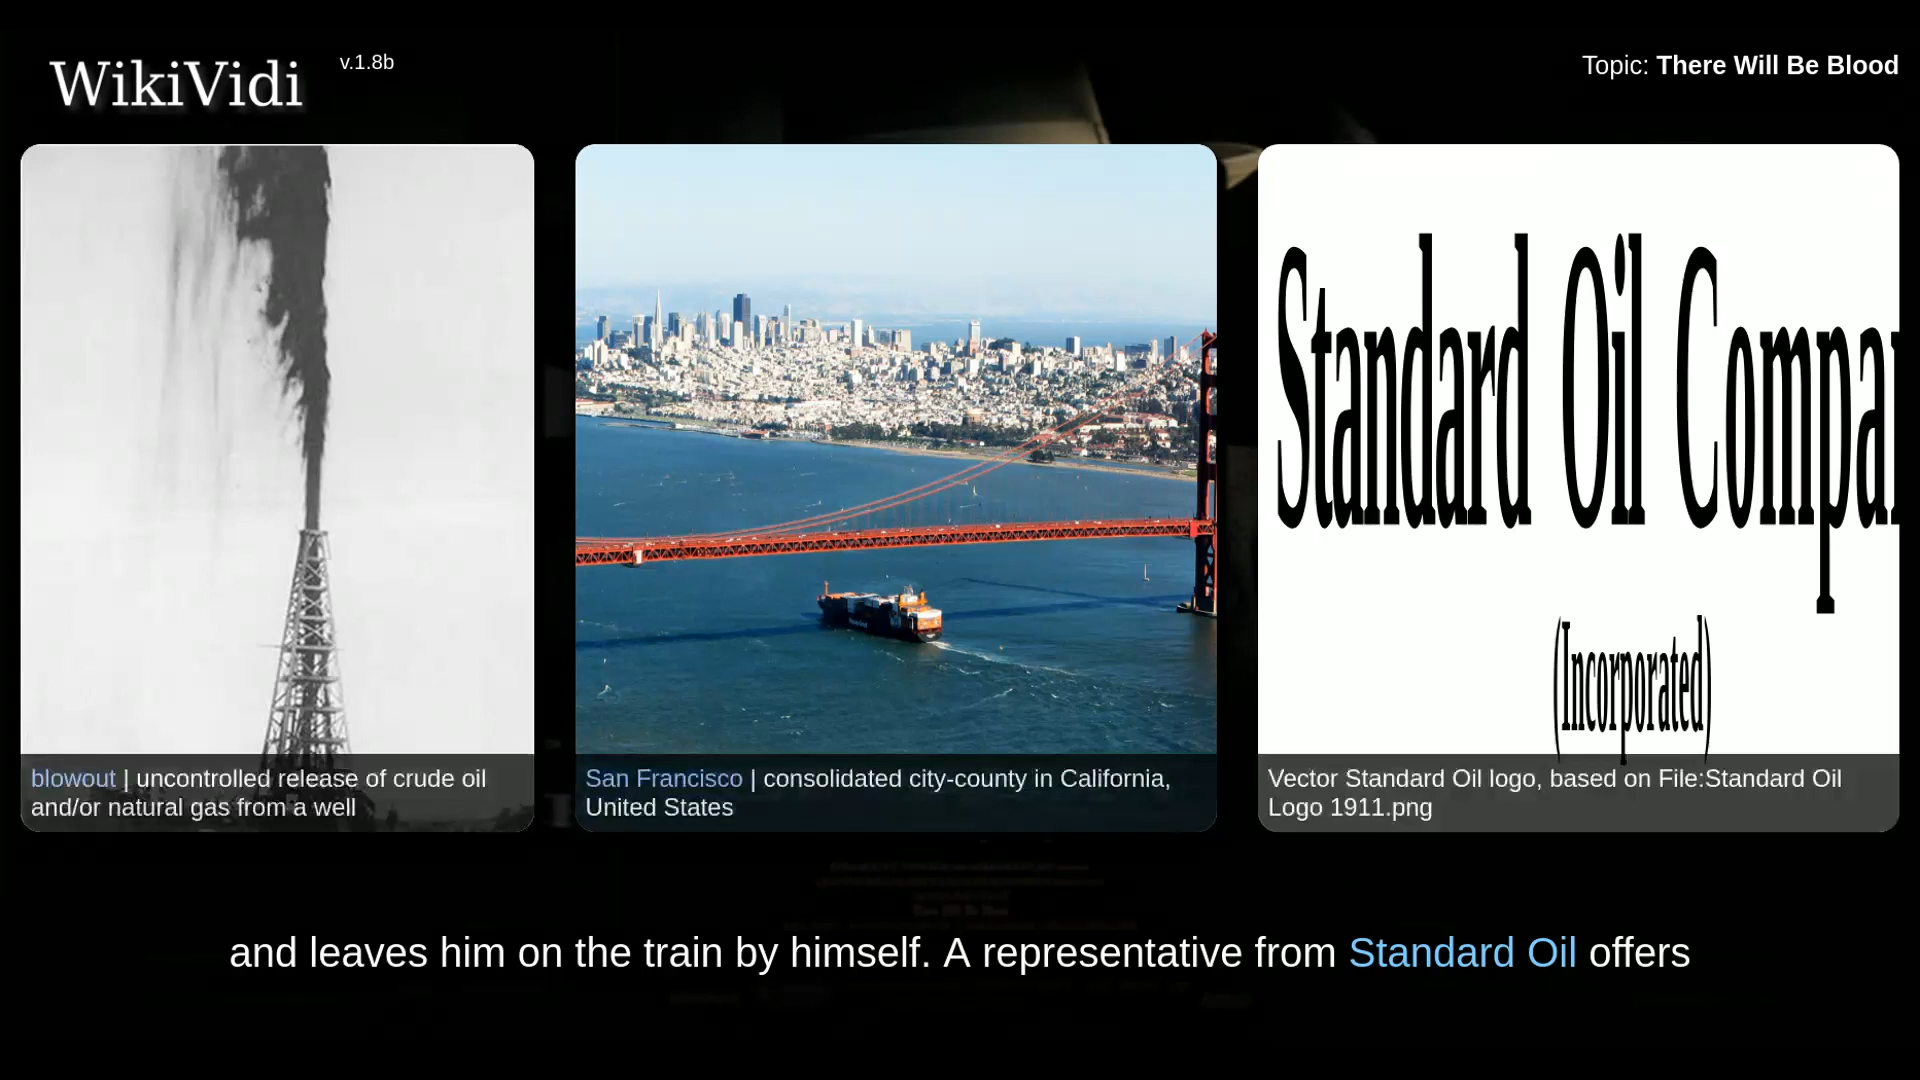 WikiVidi
v.1.8b
Topic: There Will Be Blood
Standard Oil Compa
(Incorporated)
blowout | uncontrolled release of crude oil
and/or natural gas from a well
San Francisco | consolidated city-county in California,
United States
Vector Standard Oil logo, based on File:Standard Oil
Logo 1911.png
and leaves him on the train by himself. A representative from Standard Oil offers